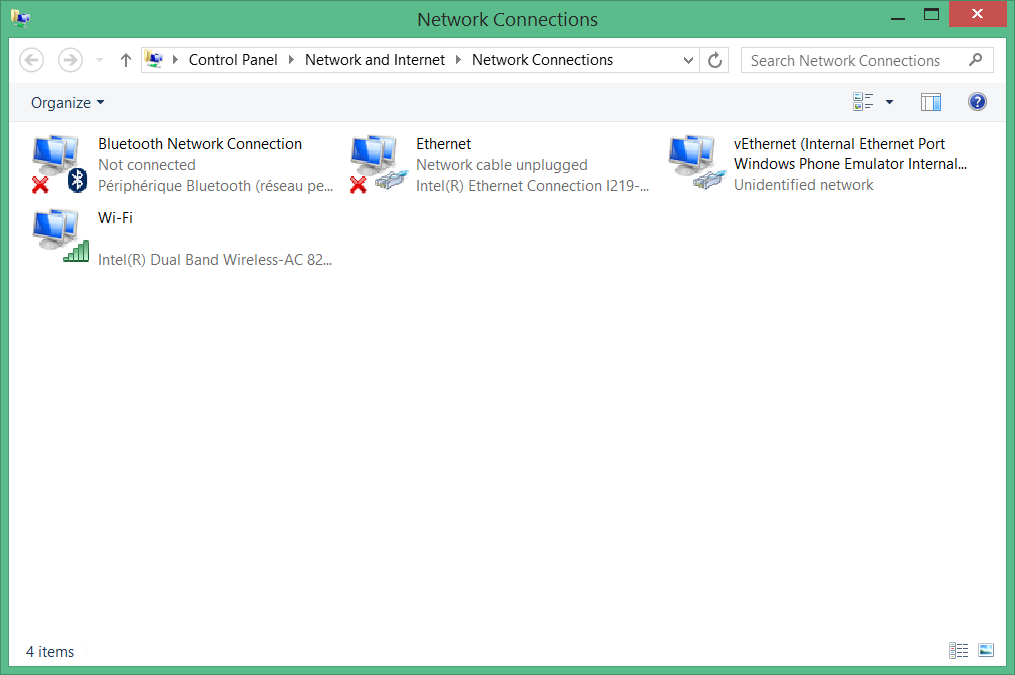 Network Connections
Control Panel Network and Internet Network Connections
Search Network Connections
Organize
Bluetooth Network Connection
Not connected
Périphérique Bluetooth (réseau pe...
Ethernet
Network cable unplugged
Intel(R) Ethernet Connection I219-...
vEthernet (Internal Ethernet Port
Windows Phone Emulator Internal...
Unidentified network
Wi-Fi
Intel(R) Dual Band Wireless-AC 82...
4 items